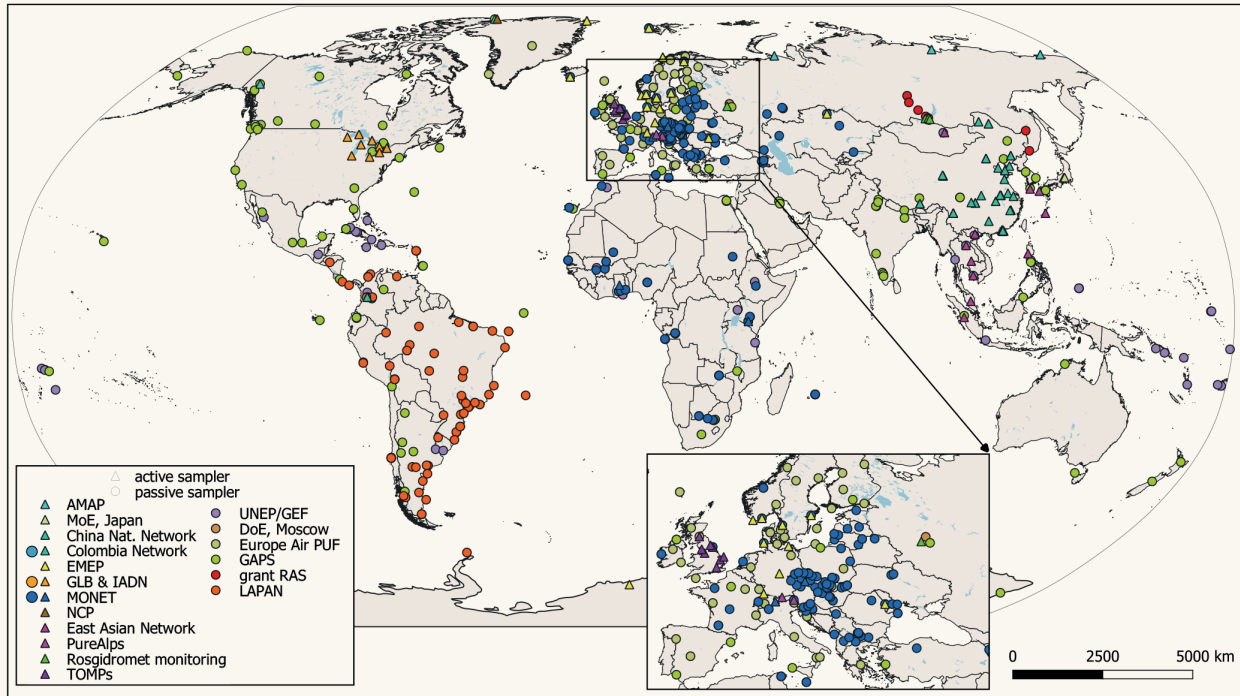 active sampler
passive sampler
AMAP
MoE, Japan
China Nat. Network
Colombia Network
EMEP
GLB & IADN
MONET
NCP
East Asian Network
PureAlps
Rosgidromet monitoring
TOMPs
UNEP/GEF
DoE, Moscow
Europe Air PUF
GAPS
grant RAS
LAPAN
0 2500 5000 km